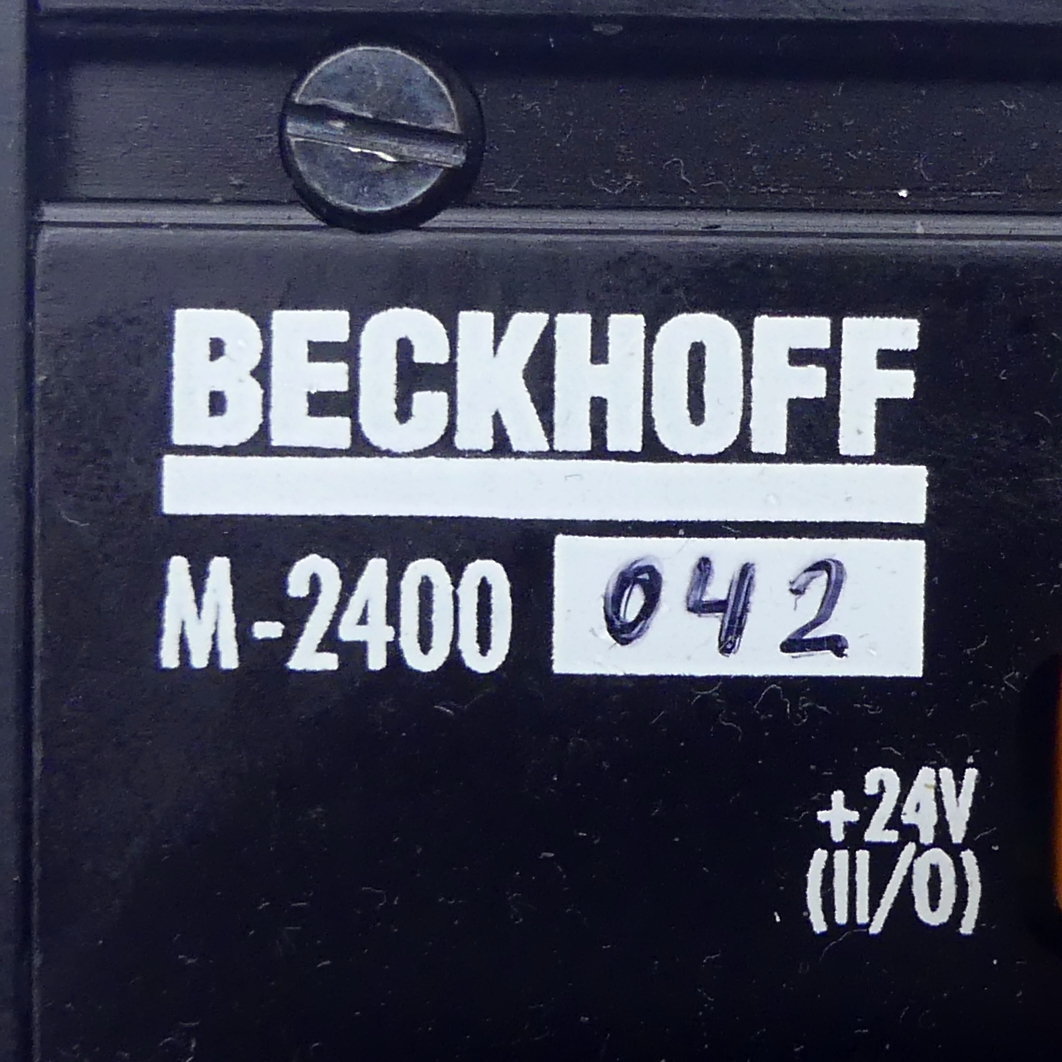 BECKHOFF
M-2400 042
+24V
(II/O)